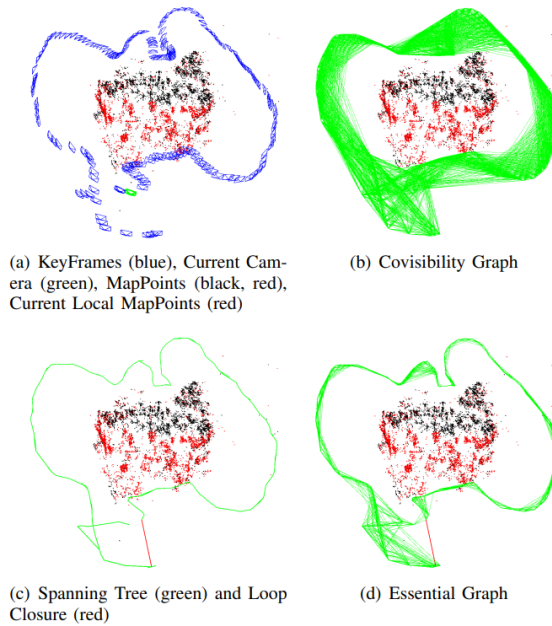 (a) KeyFrames (blue), Current Cam-
era (green), MapPoints (black, red),
Current Local MapPoints (red)
(b) Covisibility Graph
(c) Spanning Tree (green) and Loop
Closure (red)
(d) Essential Graph